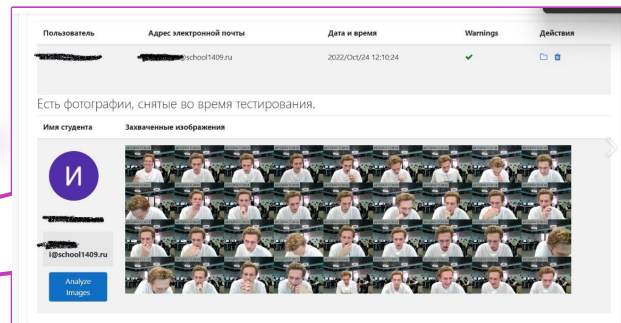 Пользователь Адрес электронной почты Дата и время Warnings Действия
@school1409.ru 2022/Oct/24 12:10:24
Есть фотографии, снятые во время тестирования.
Имя студента Захваченные изображения
И
i@school1409.ru
Analyze
Images